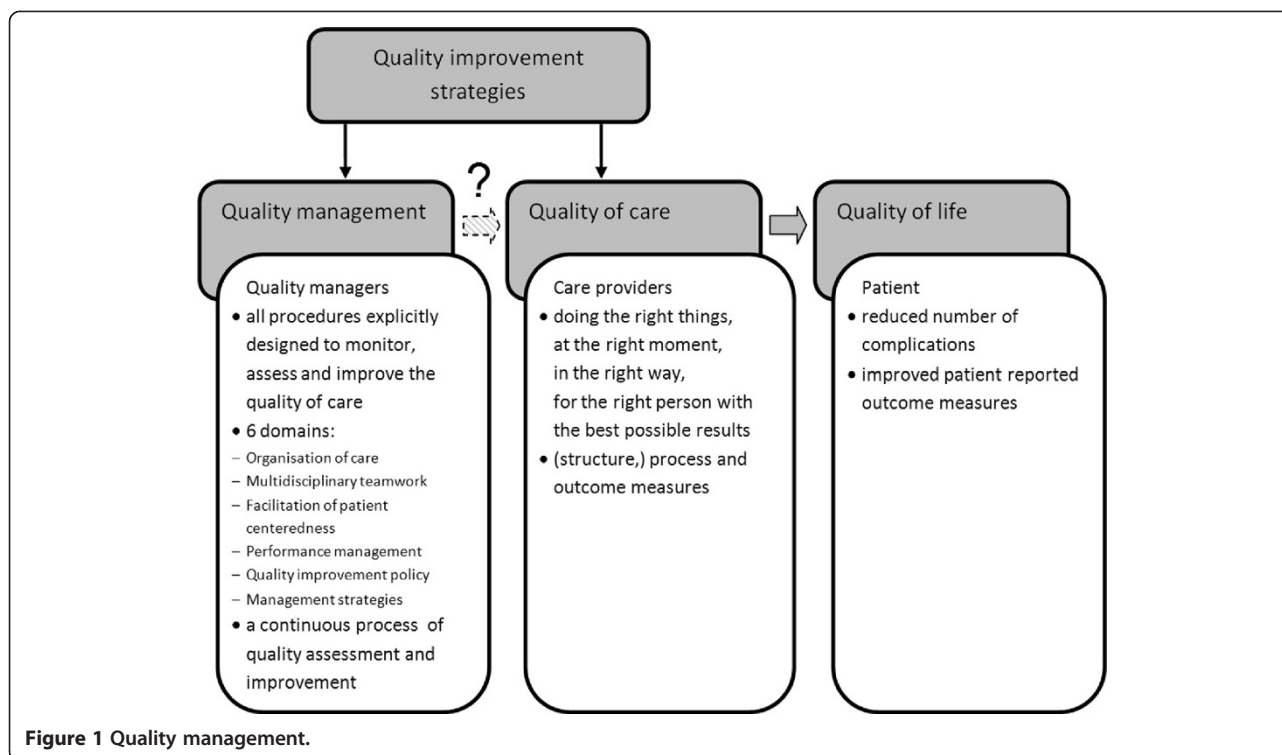 Quality improvement
strategies
?
Quality management
Quality of care
Quality of life
Quality managers
• all procedures explicitly
designed to monitor,
assess and improve the
quality of care
• 6 domains:
– Organisation of care
– Multidisciplinary teamwork
– Facilitation of patient
centeredness
– Performance management
– Quality improvement policy
– Management strategies
• a continuous process of
quality assessment and
improvement
Care providers
• doing the right things,
at the right moment,
in the right way,
for the right person with
the best possible results
• (structure,) process and
outcome measures
Patient
• reduced number of
complications
• improved patient reported
outcome measures
Figure 1 Quality management.